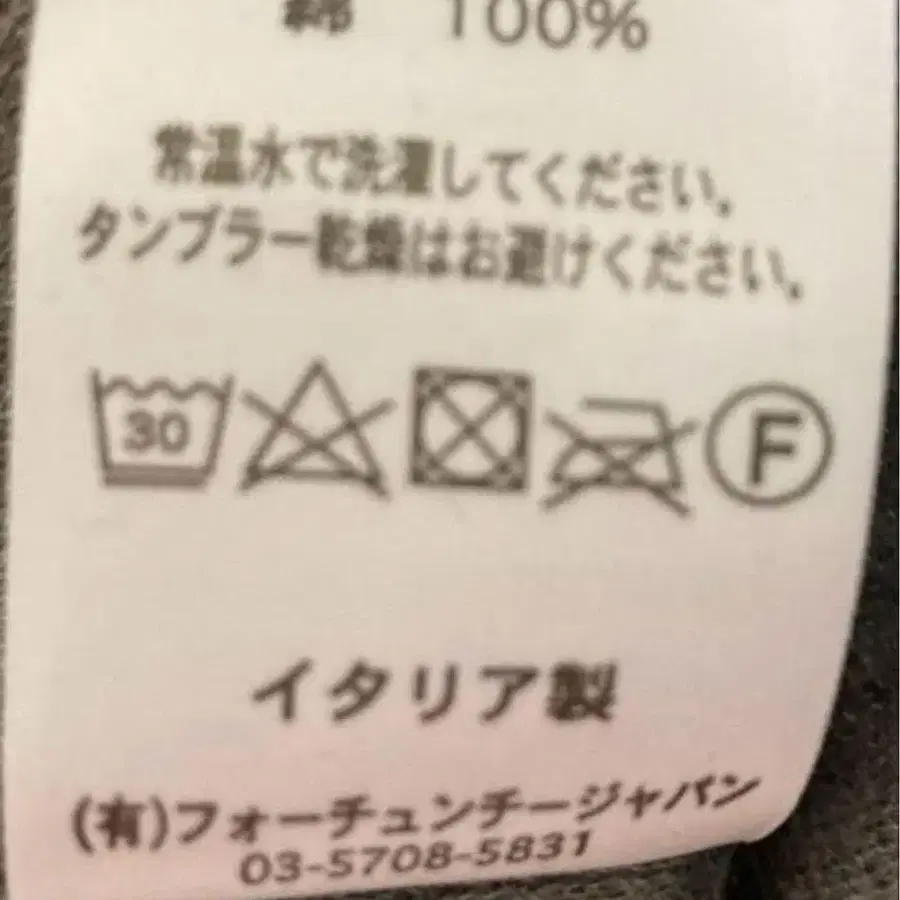 綿 100%
常温水で洗濯してください。
タンブラー乾燥はお避けください。
30 F
イタリア製
(有)フォーチュンチージャパン
03-5708-5831